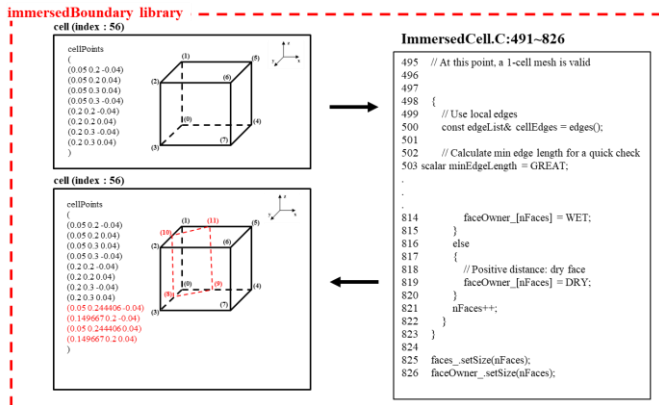 immersedBoundary library
cell (index : 56)
cellPoints
(
(0.05 0.2 -0.04)
(0.05 0.2 0.04)
(0.05 0.3 0.04)
(0.05 0.3 -0.04)
(0.2 0.2 -0.04)
(0.2 0.2 0.04)
(0.2 0.3 -0.04)
(0.2 0.3 0.04)
)
(1)
(5)
(2)
(6)
(0)
(4)
(3)
(7)
cell (index : 56)
cellPoints
(
(0.05 0.2 -0.04)
(0.05 0.2 0.04)
(0.05 0.3 0.04)
(0.05 0.3 -0.04)
(0.2 0.2 -0.04)
(0.2 0.2 0.04)
(0.2 0.3 -0.04)
(0.2 0.3 0.04)
(0.05 0.244406 -0.04)
(0.149667 0.2 -0.04)
(0.05 0.244406 0.04)
(0.149667 0.2 0.04)
)
(1)
(11)
(5)
(10)
(2)
(6)
(0)
(9)
(4)
(8)
(3)
(7)
ImmersedCell.C:491~826
495 // At this point, a 1-cell mesh is valid
496
497
498 {
499 // Use local edges
500 const edgeList& cellEdges = edges();
501
502 // Calculate min edge length for a quick check
503 scalar minEdgeLength = GREAT;
.
.
.
814 faceOwner_[nFaces] = WET;
815 }
816 else
817 {
818 // Positive distance: dry face
819 faceOwner_[nFaces] = DRY;
820 }
821 nFaces++;
822 }
823 }
824
825 faces_.setSize(nFaces);
826 faceOwner_.setSize(nFaces);